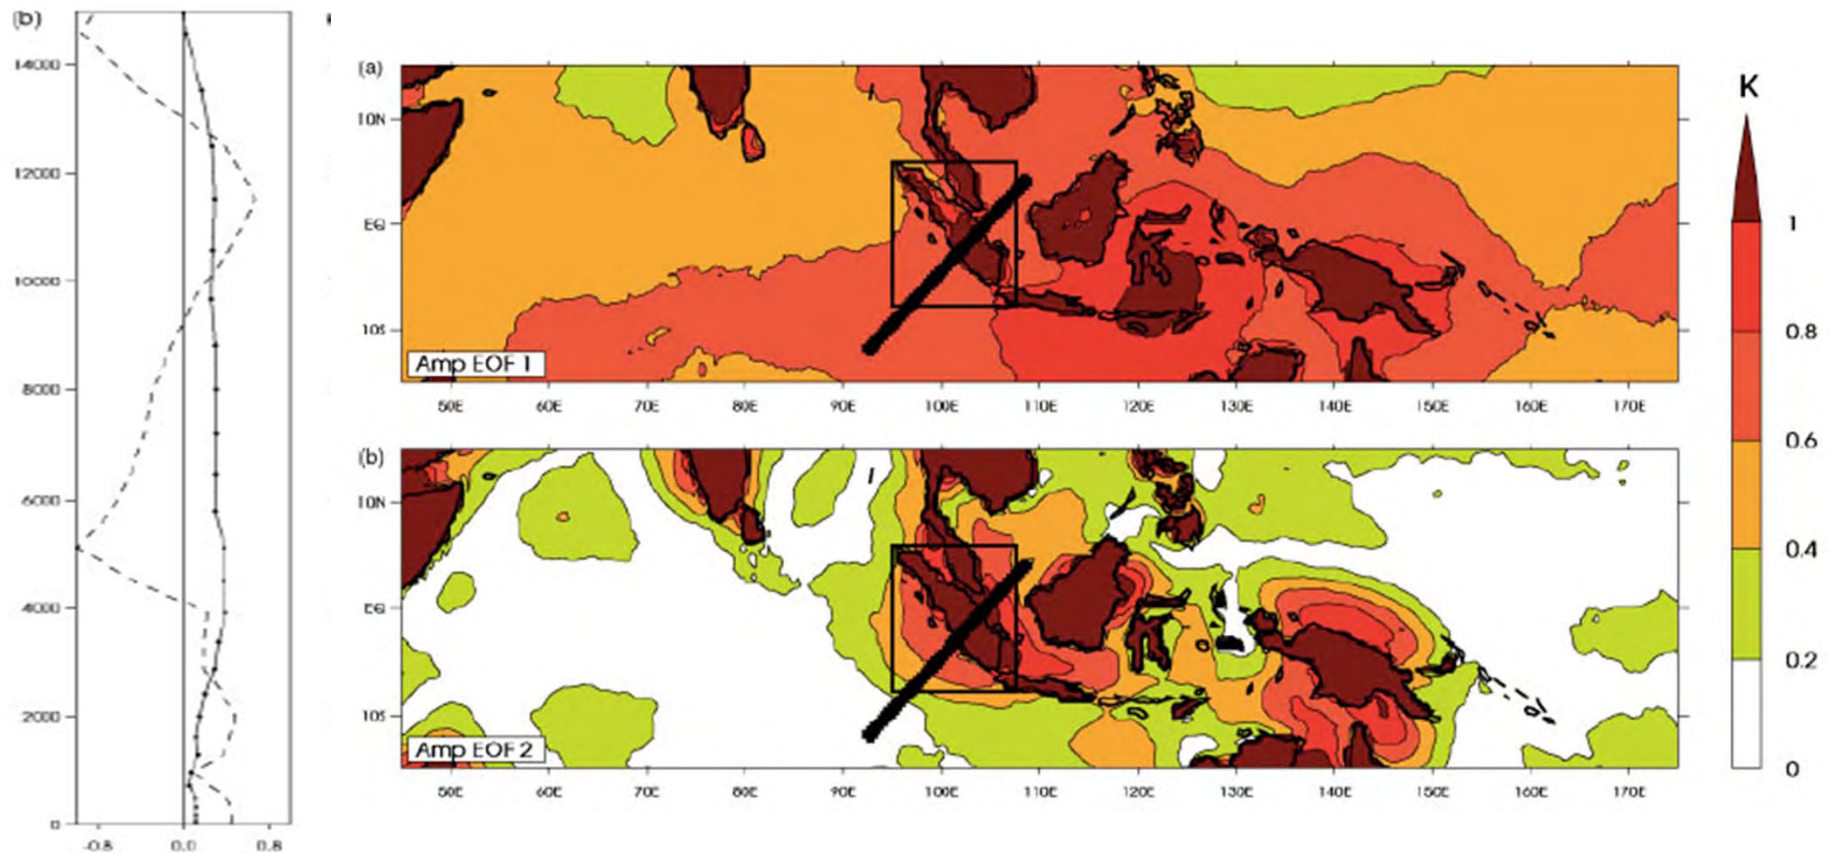 (b)
14000
12000
10000
8000
6000
4000
2000
0
-0.8 0.0 0.8
(a)
10N
EQ
10S
Amp EOF 1
50E 60E 70E 80E 90E 100E 110E 120E 130E 140E 150E 160E 170E
(b)
10N
EQ
10S
Amp EOF 2
50E 60E 70E 80E 90E 100E 110E 120E 130E 140E 150E 160E 170E
K
1
0.8
0.6
0.4
0.2
0